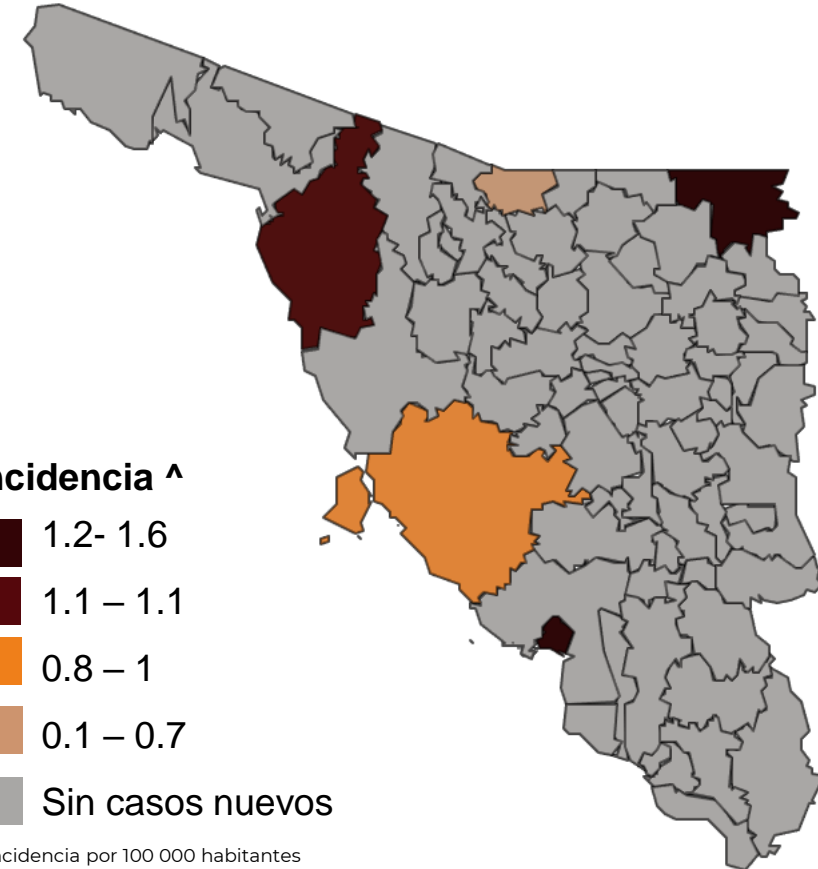 ncidencia ^
1.2- 1.6
1.1 – 1.1
0.8 – 1
0.1 – 0.7
Sin casos nuevos
ncidencia por 100 000 habitantes